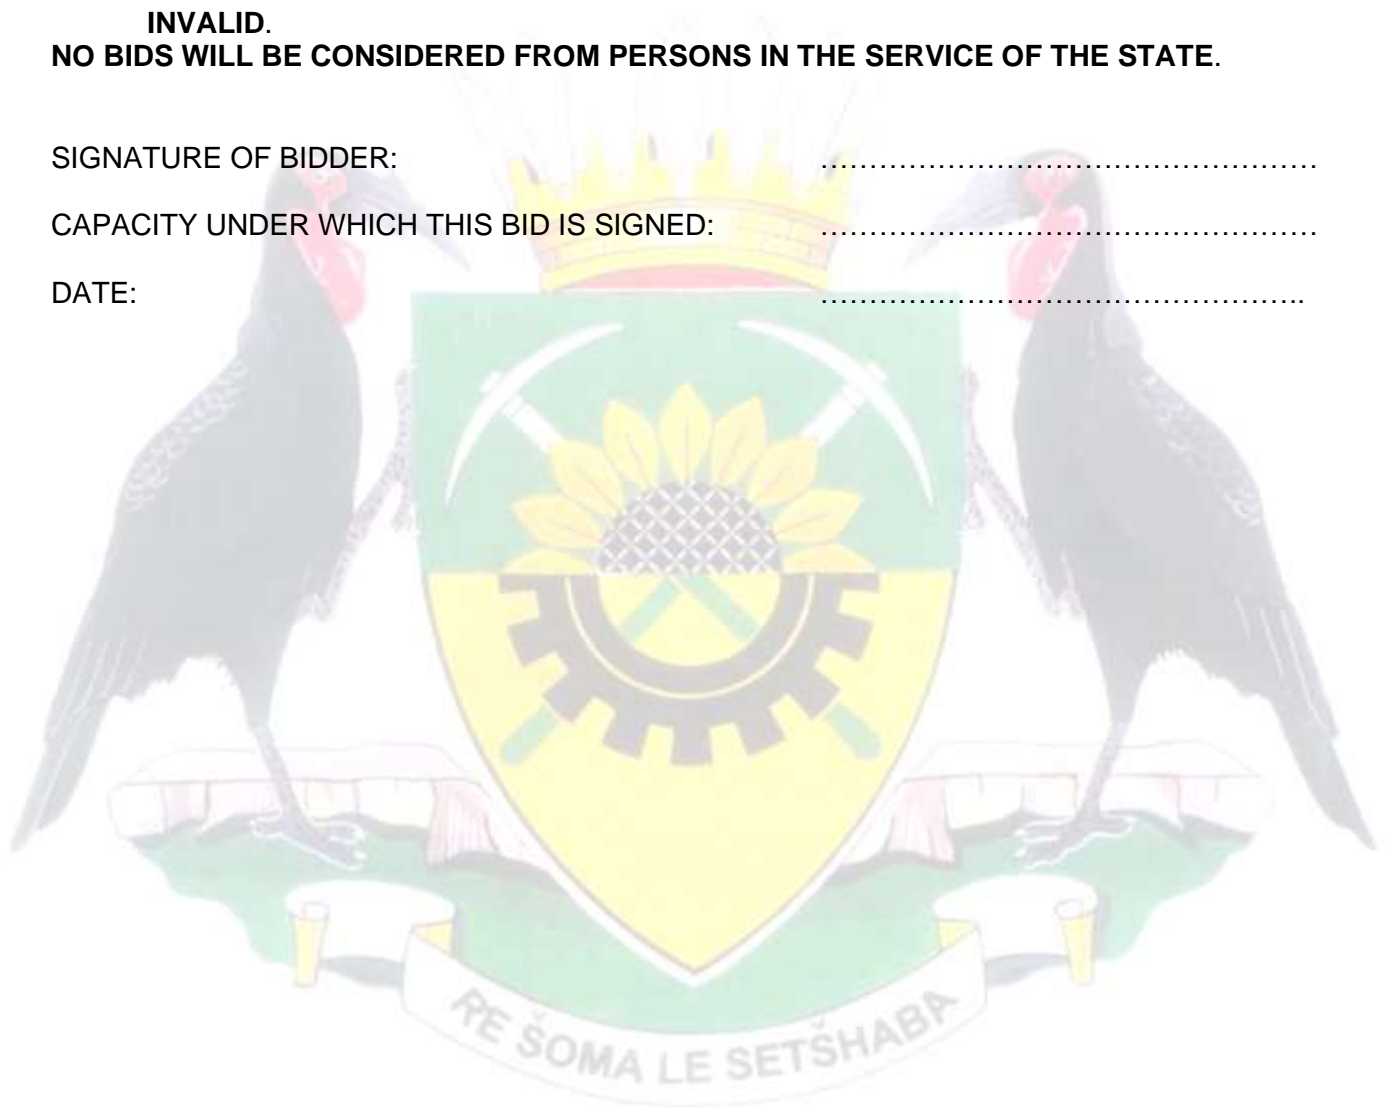 INVALID.
NO BIDS WILL BE CONSIDERED FROM PERSONS IN THE SERVICE OF THE STATE.
SIGNATURE OF BIDDER: ……………………………………………
CAPACITY UNDER WHICH THIS BID IS SIGNED: ……………………………………………
DATE: …………………………………………..
RE ŠOMA LE SETŠHABA